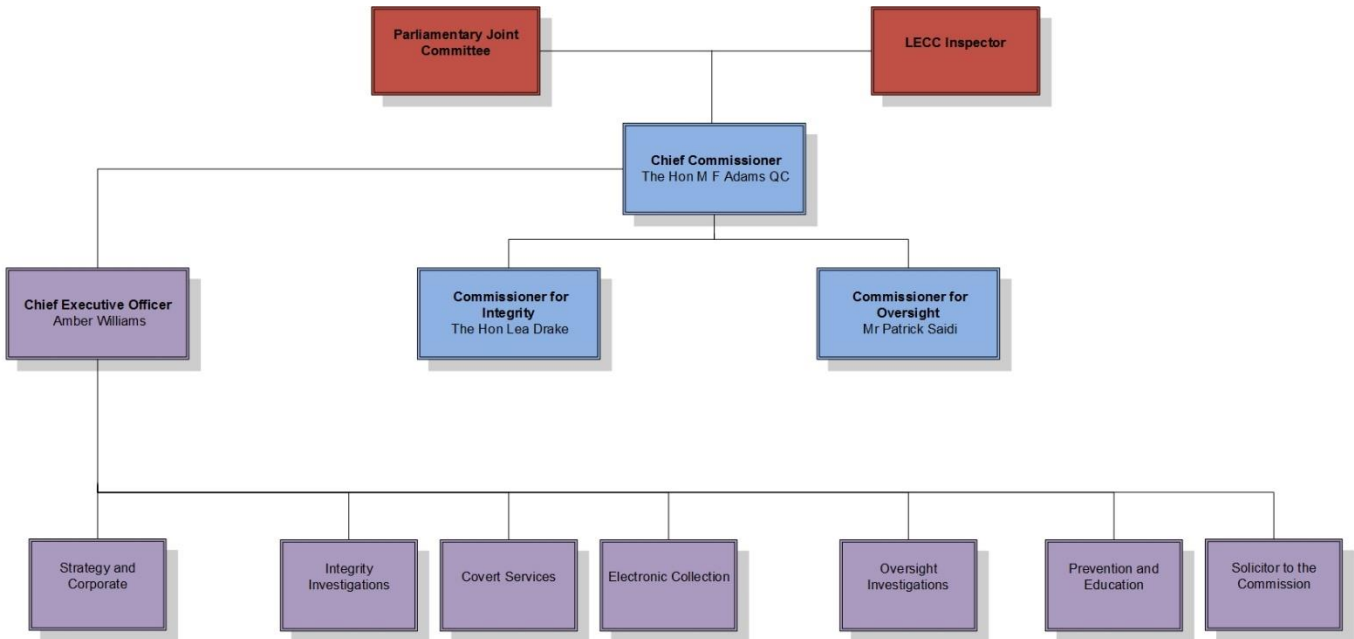 Parliamentary Joint
Committee
LECC Inspector
Chief Commissioner
The Hon M F Adams QC
Chief Executive Officer
Amber Williams
Commissioner for
Integrity
The Hon Lea Drake
Commissioner for
Oversight
Mr Patrick Saidi
Strategy and
Corporate
Integrity
Investigations
Covert Services
Electronic Collection
Oversight
Investigations
Prevention and
Education
Solicitor to the
Commission